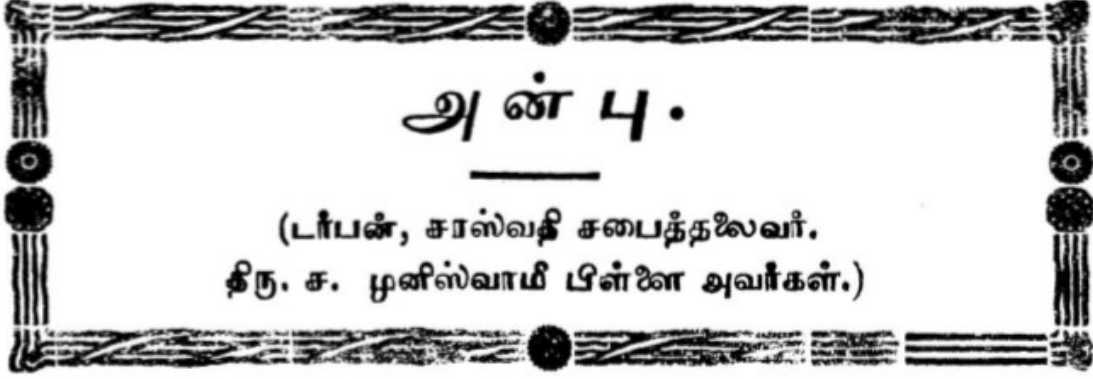 அன்பு.
(டர்பன், சரஸ்வதி சபைத்தலைவர்.
திரு. ச. முனிஸ்வாமி பிள்ளை அவர்கள்.)